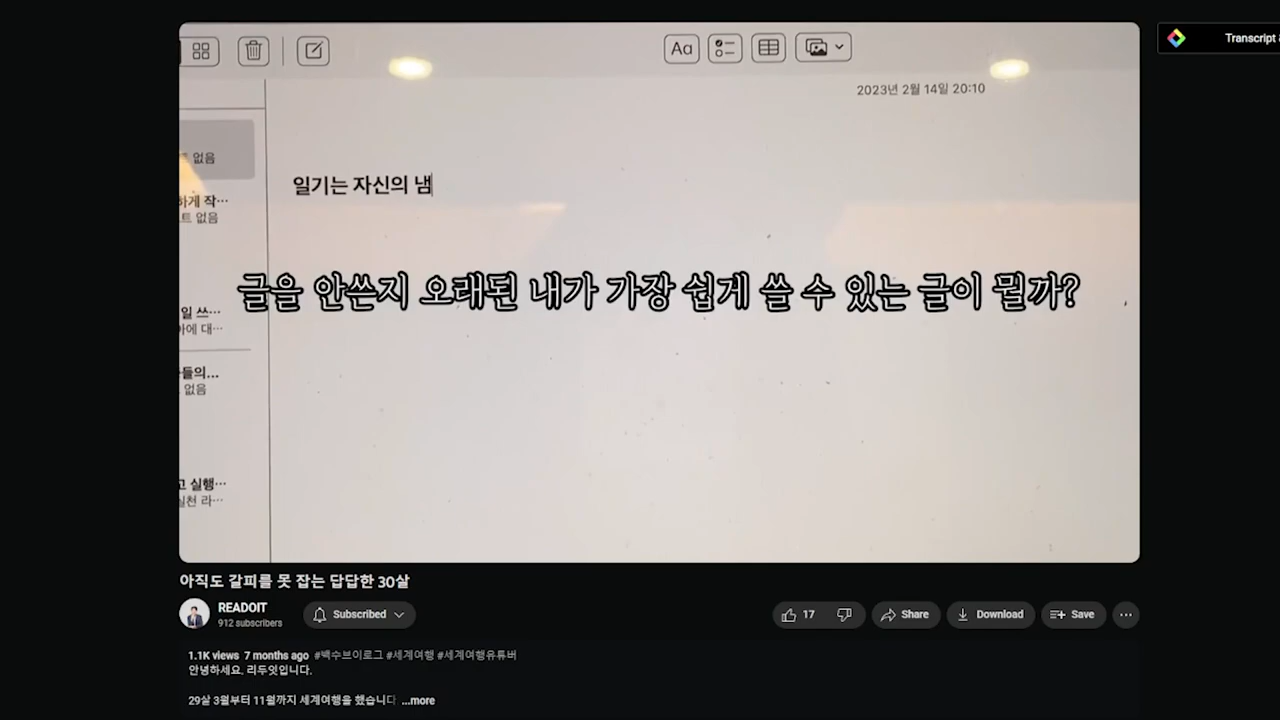 Transcript
Aa
2023년 2월 14일 20:10
없음
일기는 자신의 냄
하게 작…
트 없음
글을 안쓴지 오래된 내가 가장 쉽게 쓸 수 있는 글이 뭘까?
일 쓰…
아에 대…
들의...
없음
고 실행…
실천 라…
아직도 갈피를 못 잡는 답답한 30살
READOIT
912 subscribers
Subscribed
17
Share
Download
Save
1.1K views 7 months ago #백수브이로그 #세계여행 #세계여행유튜버
안녕하세요. 리두잇입니다.
29살 3월부터 11월까지 세계여행을 했습니다 ...more